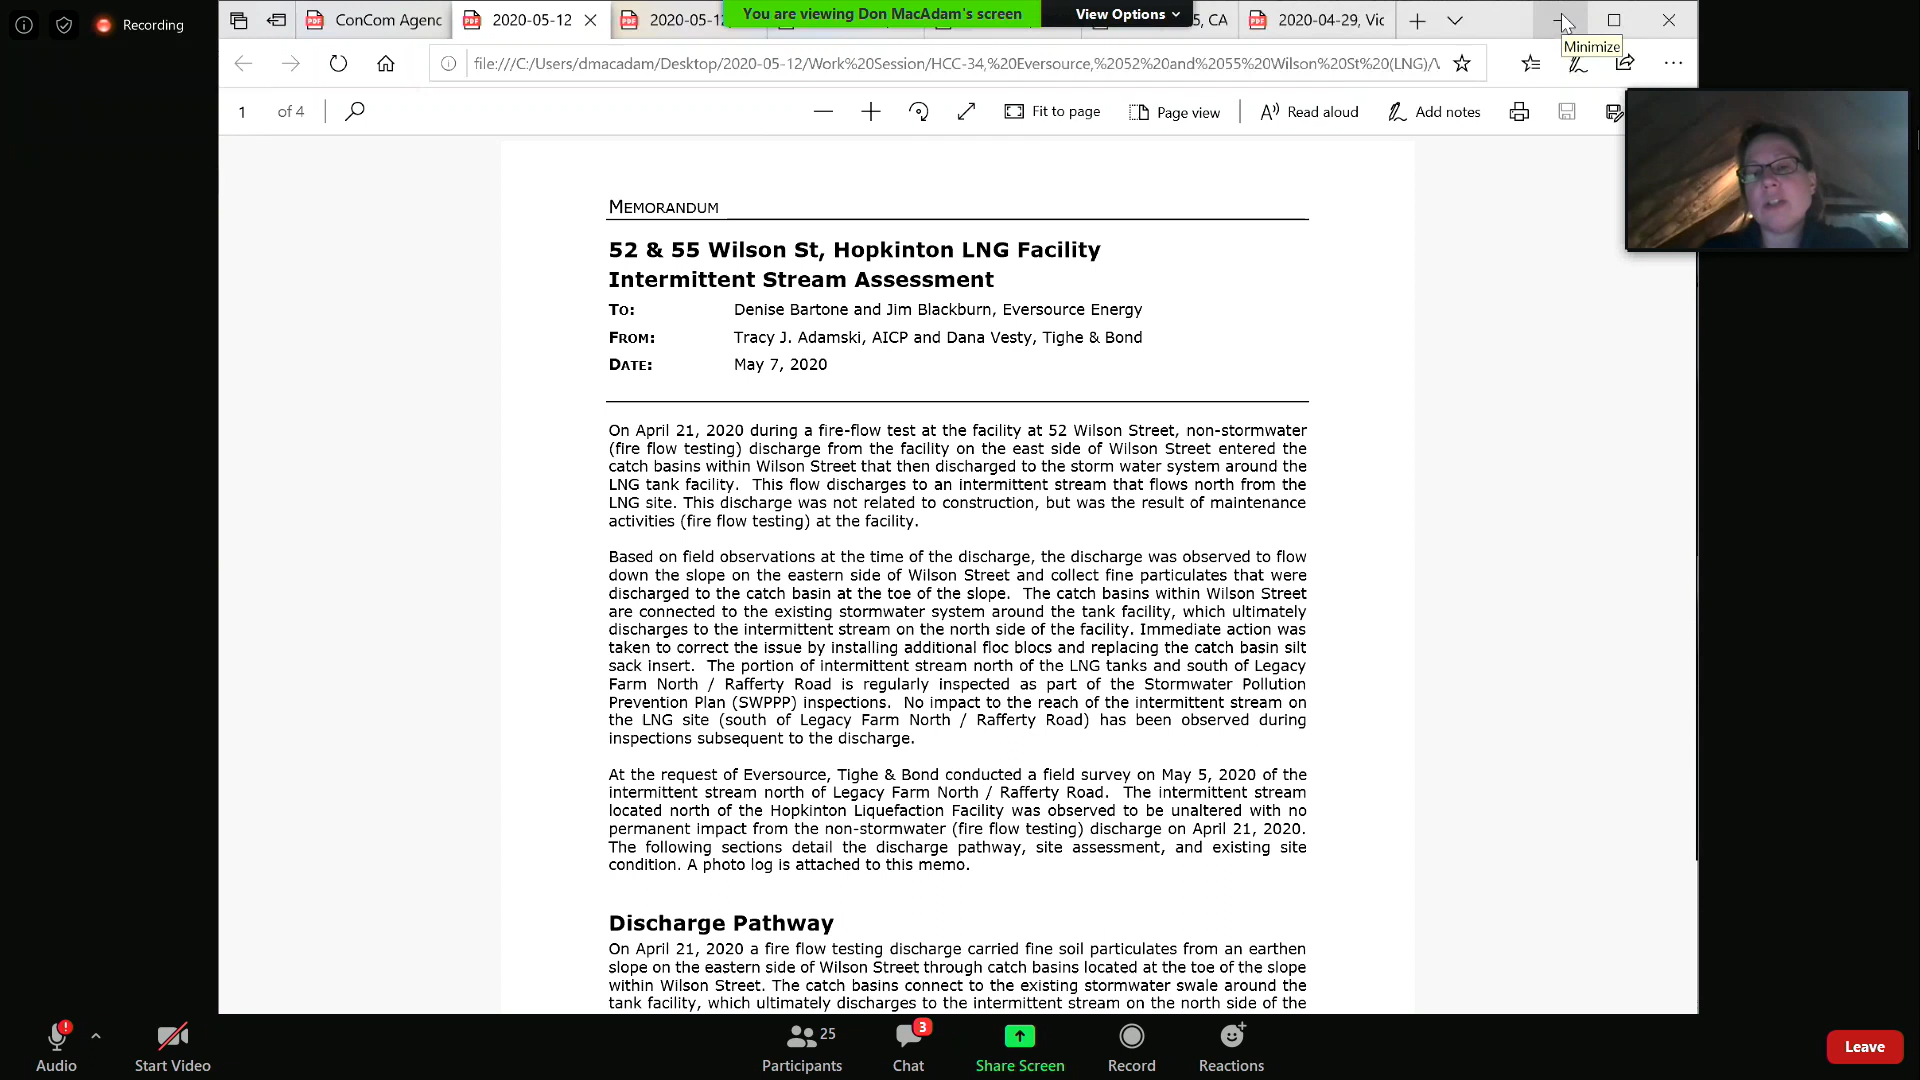 Recording
ConCom Agenc
2020-05-12
2020-05-12
You are viewing Don MacAdam's screen
View Options
5, CA
2020-04-29, Vic
Minimize
file:///C:/Users/dmacadam/Desktop/2020-05-12/Work%20Session/HCC-34,%20Eversource,%2052%20and%2055%20Wilson%20St%20(LNG)/V
1 of 4
Fit to page
Page view
Read aloud
Add notes
MEMORANDUM
52 & 55 Wilson St, Hopkinton LNG Facility
Intermittent Stream Assessment
TO: Denise Bartone and Jim Blackburn, Eversource Energy
FROM: Tracy J. Adamski, AICP and Dana Vesty, Tighe & Bond
DATE: May 7, 2020
On April 21, 2020 during a fire-flow test at the facility at 52 Wilson Street, non-stormwater
(fire flow testing) discharge from the facility on the east side of Wilson Street entered the
catch basins within Wilson Street that then discharged to the storm water system around the
LNG tank facility. This flow discharges to an intermittent stream that flows north from the
LNG site. This discharge was not related to construction, but was the result of maintenance
activities (fire flow testing) at the facility.
Based on field observations at the time of the discharge, the discharge was observed to flow
down the slope on the eastern side of Wilson Street and collect fine particulates that were
discharged to the catch basin at the toe of the slope. The catch basins within Wilson Street
are connected to the existing stormwater system around the tank facility, which ultimately
discharges to the intermittent stream on the north side of the facility. Immediate action was
taken to correct the issue by installing additional floc blocs and replacing the catch basin silt
sack insert. The portion of intermittent stream north of the LNG tanks and south of Legacy
Farm North / Rafferty Road is regularly inspected as part of the Stormwater Pollution
Prevention Plan (SWPPP) inspections. No impact to the reach of the intermittent stream on
the LNG site (south of Legacy Farm North / Rafferty Road) has been observed during
inspections subsequent to the discharge.
At the request of Eversource, Tighe & Bond conducted a field survey on May 5, 2020 of the
intermittent stream north of Legacy Farm North / Rafferty Road. The intermittent stream
located north of the Hopkinton Liquefaction Facility was observed to be unaltered with no
permanent impact from the non-stormwater (fire flow testing) discharge on April 21, 2020.
The following sections detail the discharge pathway, site assessment, and existing site
condition. A photo log is attached to this memo.
Discharge Pathway
On April 21, 2020 a fire flow testing discharge carried fine soil particulates from an earthen
slope on the eastern side of Wilson Street through catch basins located at the toe of the slope
within Wilson Street. The catch basins connect to the existing stormwater swale around the
tank facility, which ultimately discharges to the intermittent stream on the north side of the
Audio
Start Video
25
Participants
3
Chat
Share Screen
Record
Reactions
Leave